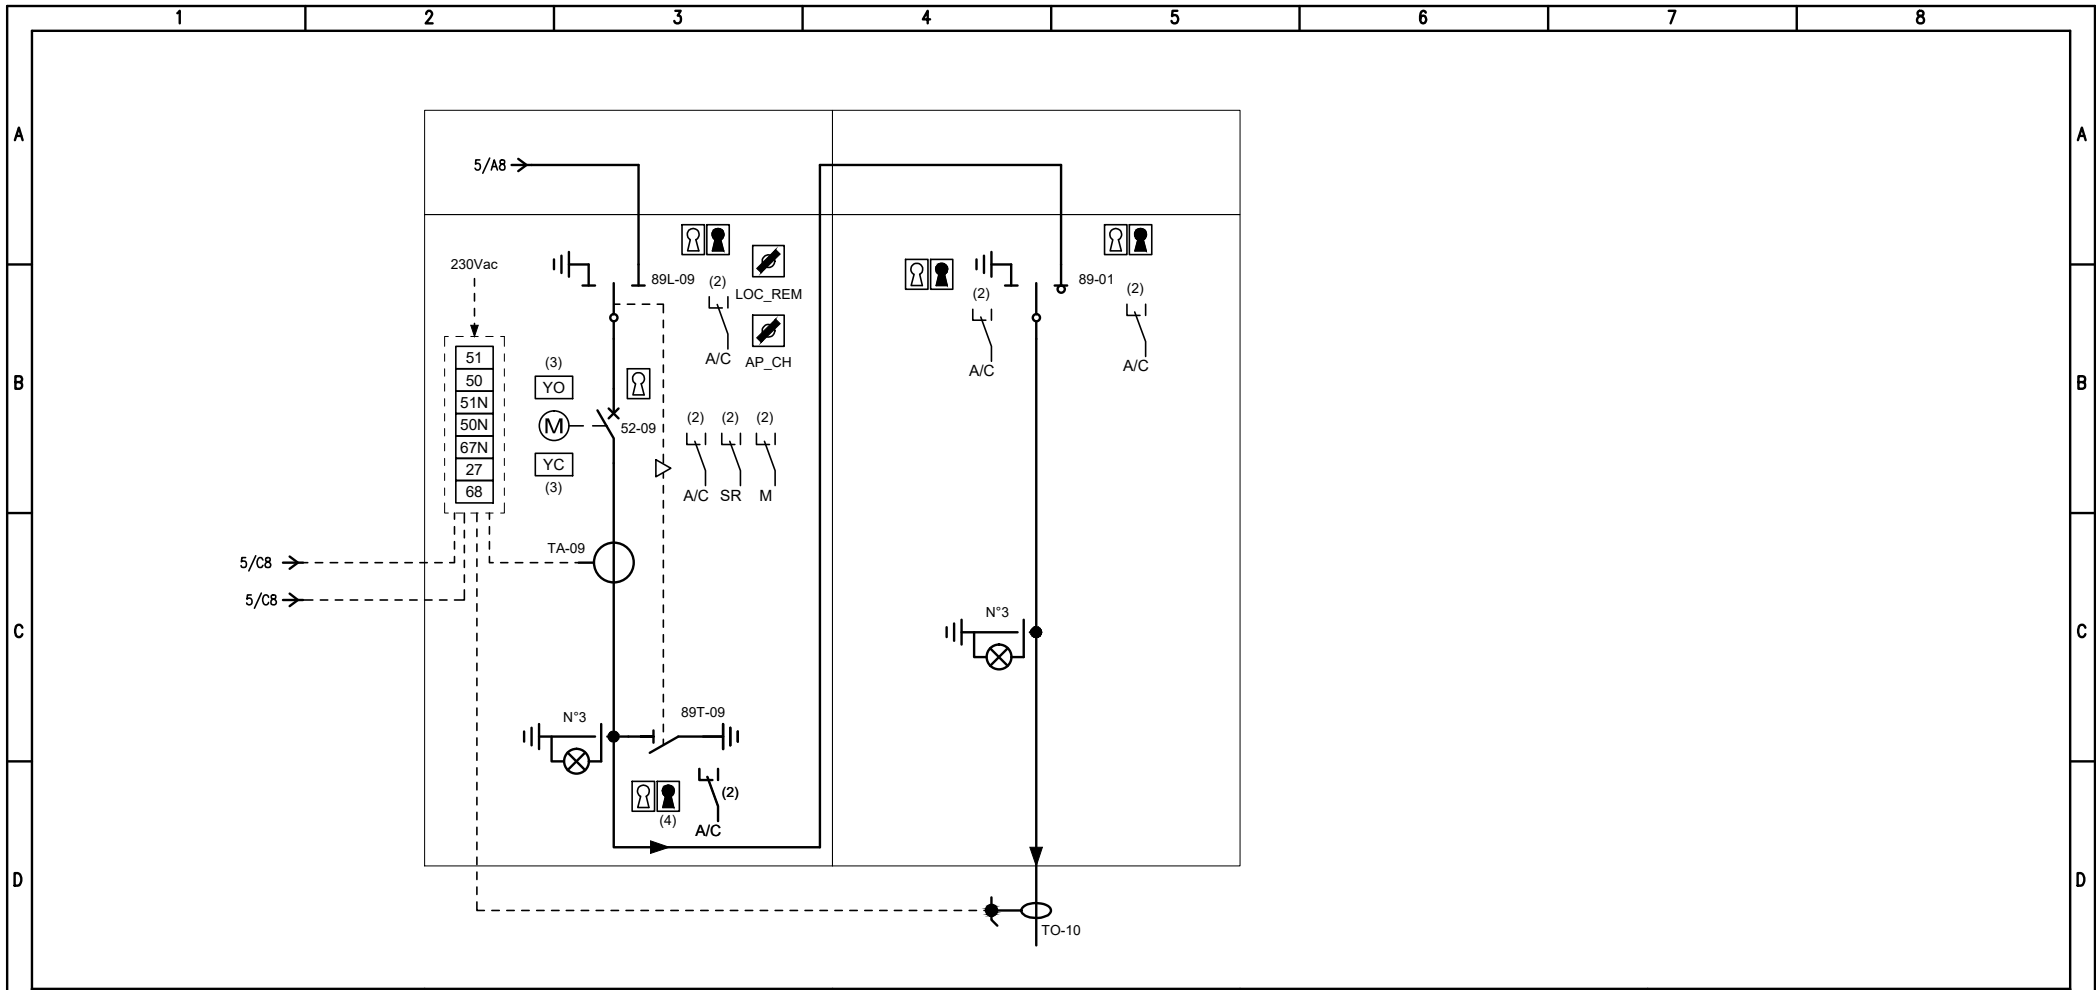 1 2 3 4 5 6 7 8
A A
5/A8
230Vac
89L-09
(2)
LOC_REM
(2)
89-01
(2)
51
50
51N
50N
67N
27
68
(3)
YO
M
YC
(3)
52-09
A/C
AP_CH
A/C
A/C
B B
(2) (2) (2)
A/C SR M
TA-09
5/C8
5/C8
N°3
C C
N°3
89T-09
(2)
(4)
A/C
D D
TO-10